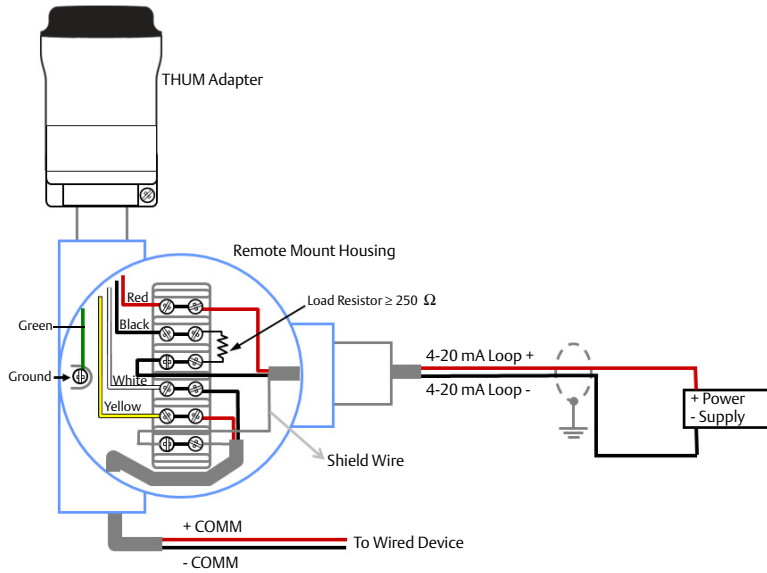 THUM Adapter
Remote Mount Housing
Red
Load Resistor ≥ 250 Ω
Green
Black
4-20 mA Loop +
Ground
White
4-20 mA Loop -
+ Power
- Supply
Yellow
Shield Wire
+ COMM
To Wired Device
- COMM